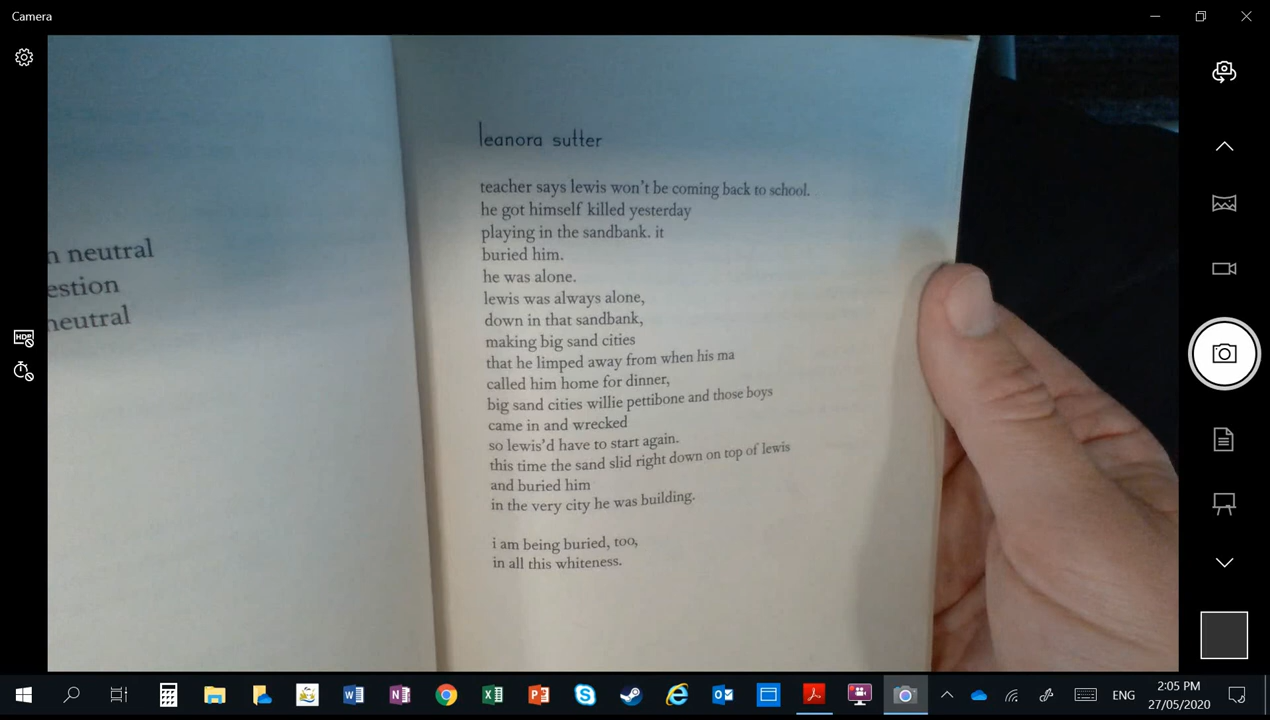 Camera
n neutral
estion
neutral
leanora sutter
teacher says lewis won't be coming back to school.
he got himself killed yesterday
playing in the sandbank. it
buried him.
he was alone.
lewis was always alone,
down in that sandbank,
making big sand cities
that he limped away from when his ma
called him home for dinner,
big sand cities willie pettibone and those boys
came in and wrecked
so lewis'd have to start again.
this time the sand slid right down on top of lewis
and buried him
in the very city he was building.
i am being buried, too,
in all this whiteness.
HDR
ENG
2:05 PM
27/05/2020